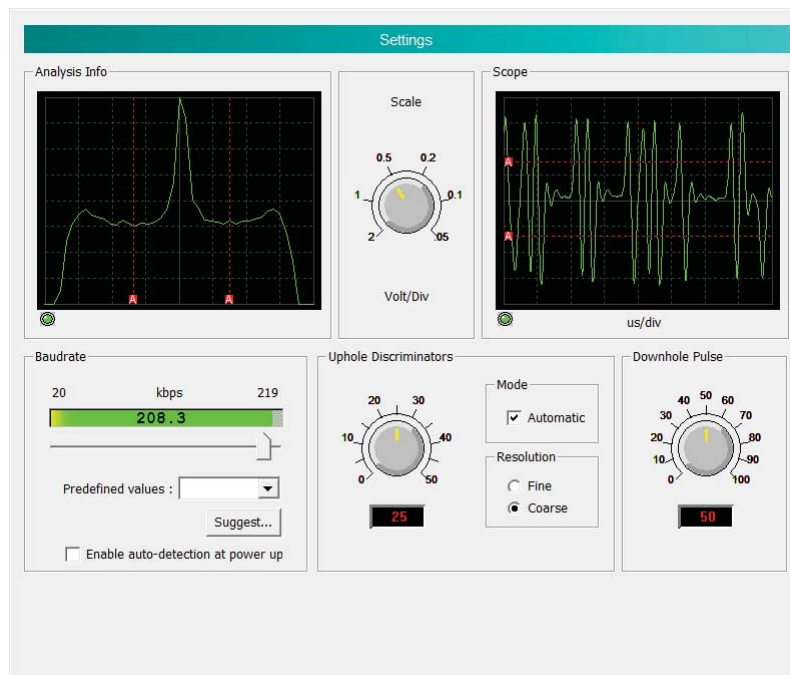 Settings
Analysis Info
A A
Scale
0.5 0.2
1 0.1
2 .05
Volt/Div
Scope
A
A
us/div
Baudrate
20 kbps 219
208.3
Predefined values :
Suggest...
Enable auto-detection at power up
Uphole Discriminators
20 30
10 40
0 50
25
Mode
Automatic
Resolution
Fine
Coarse
Downhole Pulse
40 50 60
30 70
20 80
10 90
0 100
50